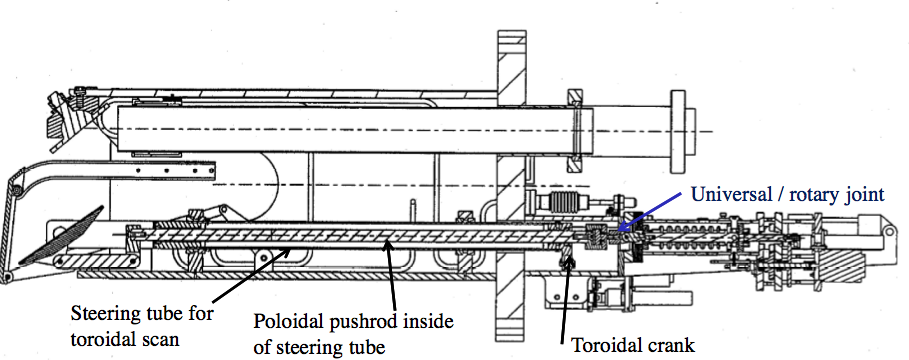 Universal / rotary joint
Steering tube for
toroidal scan
Poloidal pushrod inside
of steering tube
Toroidal crank